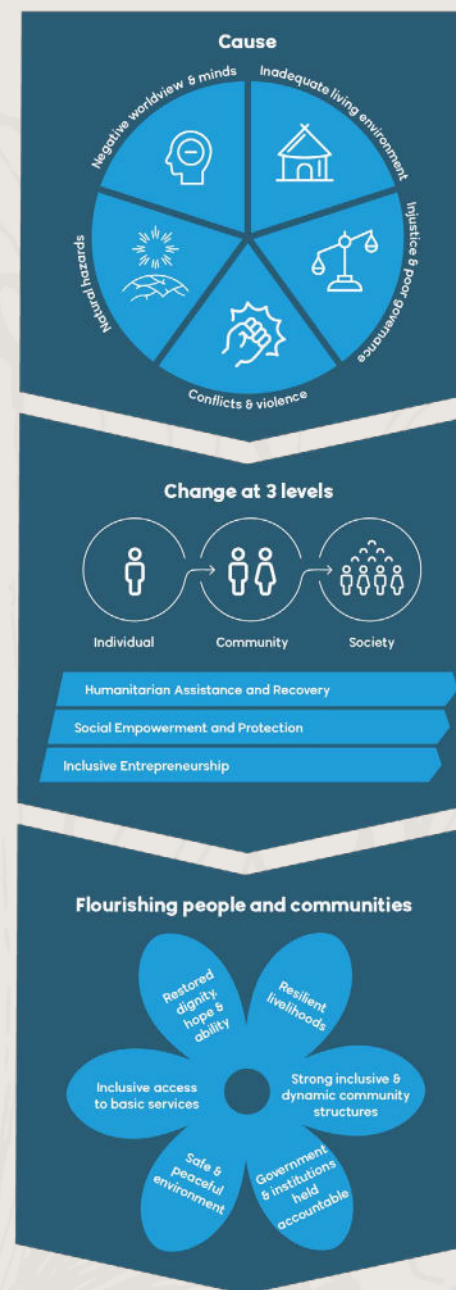 Cause
Negative worldview & minds
Inadequate living environment
Natural hazards
Injustice & poor governance
Conflicts & violence
Change at 3 levels
Individual
Community
Society
Humanitarian Assistance and Recovery
Social Empowerment and Protection
Inclusive Entrepreneurship
Flourishing people and communities
Restored
dignity,
hope &
ability
Resilient
livelihoods
Inclusive access
to basic services
Strong inclusive &
dynamic community
structures
Safe &
peaceful
environment
Government
& institutions
held
accountable